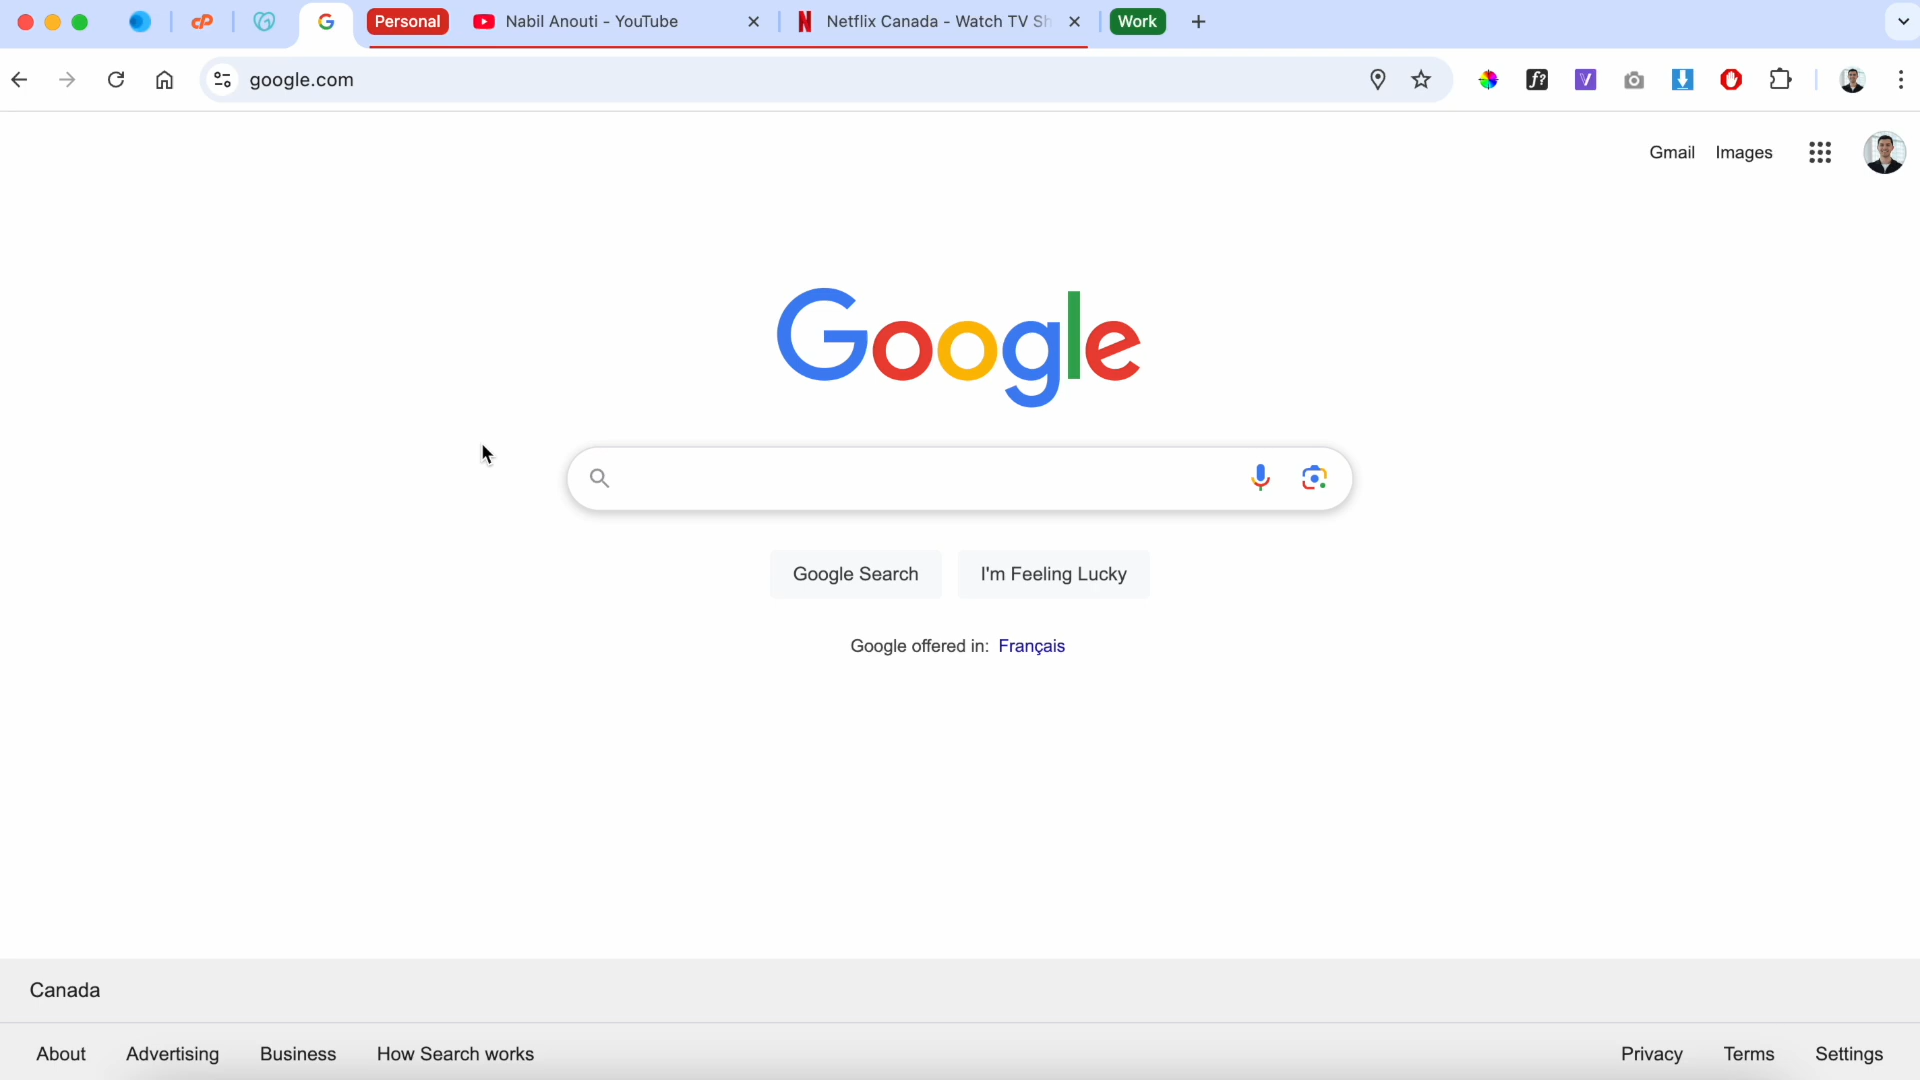 Personal
Nabil Anouti - YouTube
Netflix Canada - Watch TV Sh
Work
google.com
f?
V
Gmail
Images
Google
Google Search
I'm Feeling Lucky
Google offered in: Français
Canada
About
Advertising
Business
How Search works
Privacy
Terms
Settings